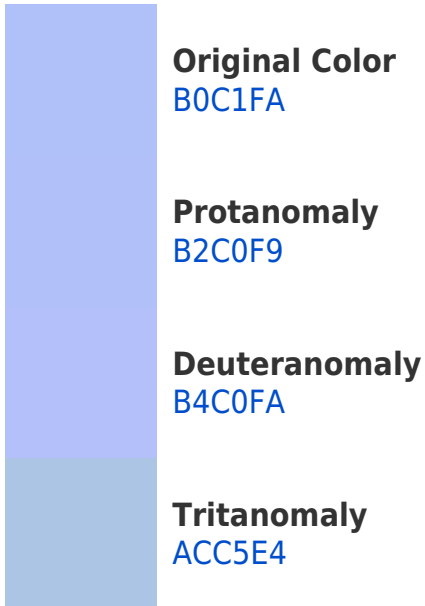 Original Color
B0C1FA
Protanomaly
B2C0F9
Deuteranomaly
B4C0FA
Tritanomaly
ACC5E4